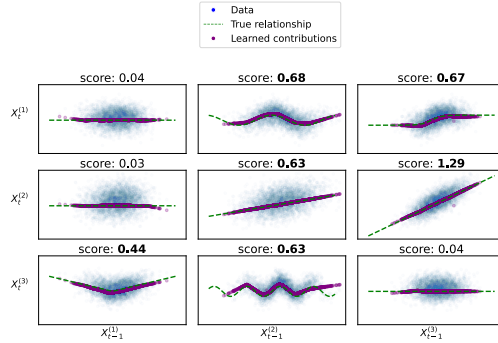 Data
True relationship
Learned contributions
score: 0.04
score: 0.68
score: 0.67
X_t^(1)
score: 0.03
score: 0.63
score: 1.29
X_t^(2)
score: 0.44
score: 0.63
score: 0.04
X_t^(3)
X_{t-1}^(1)
X_{t-1}^(2)
X_{t-1}^(3)